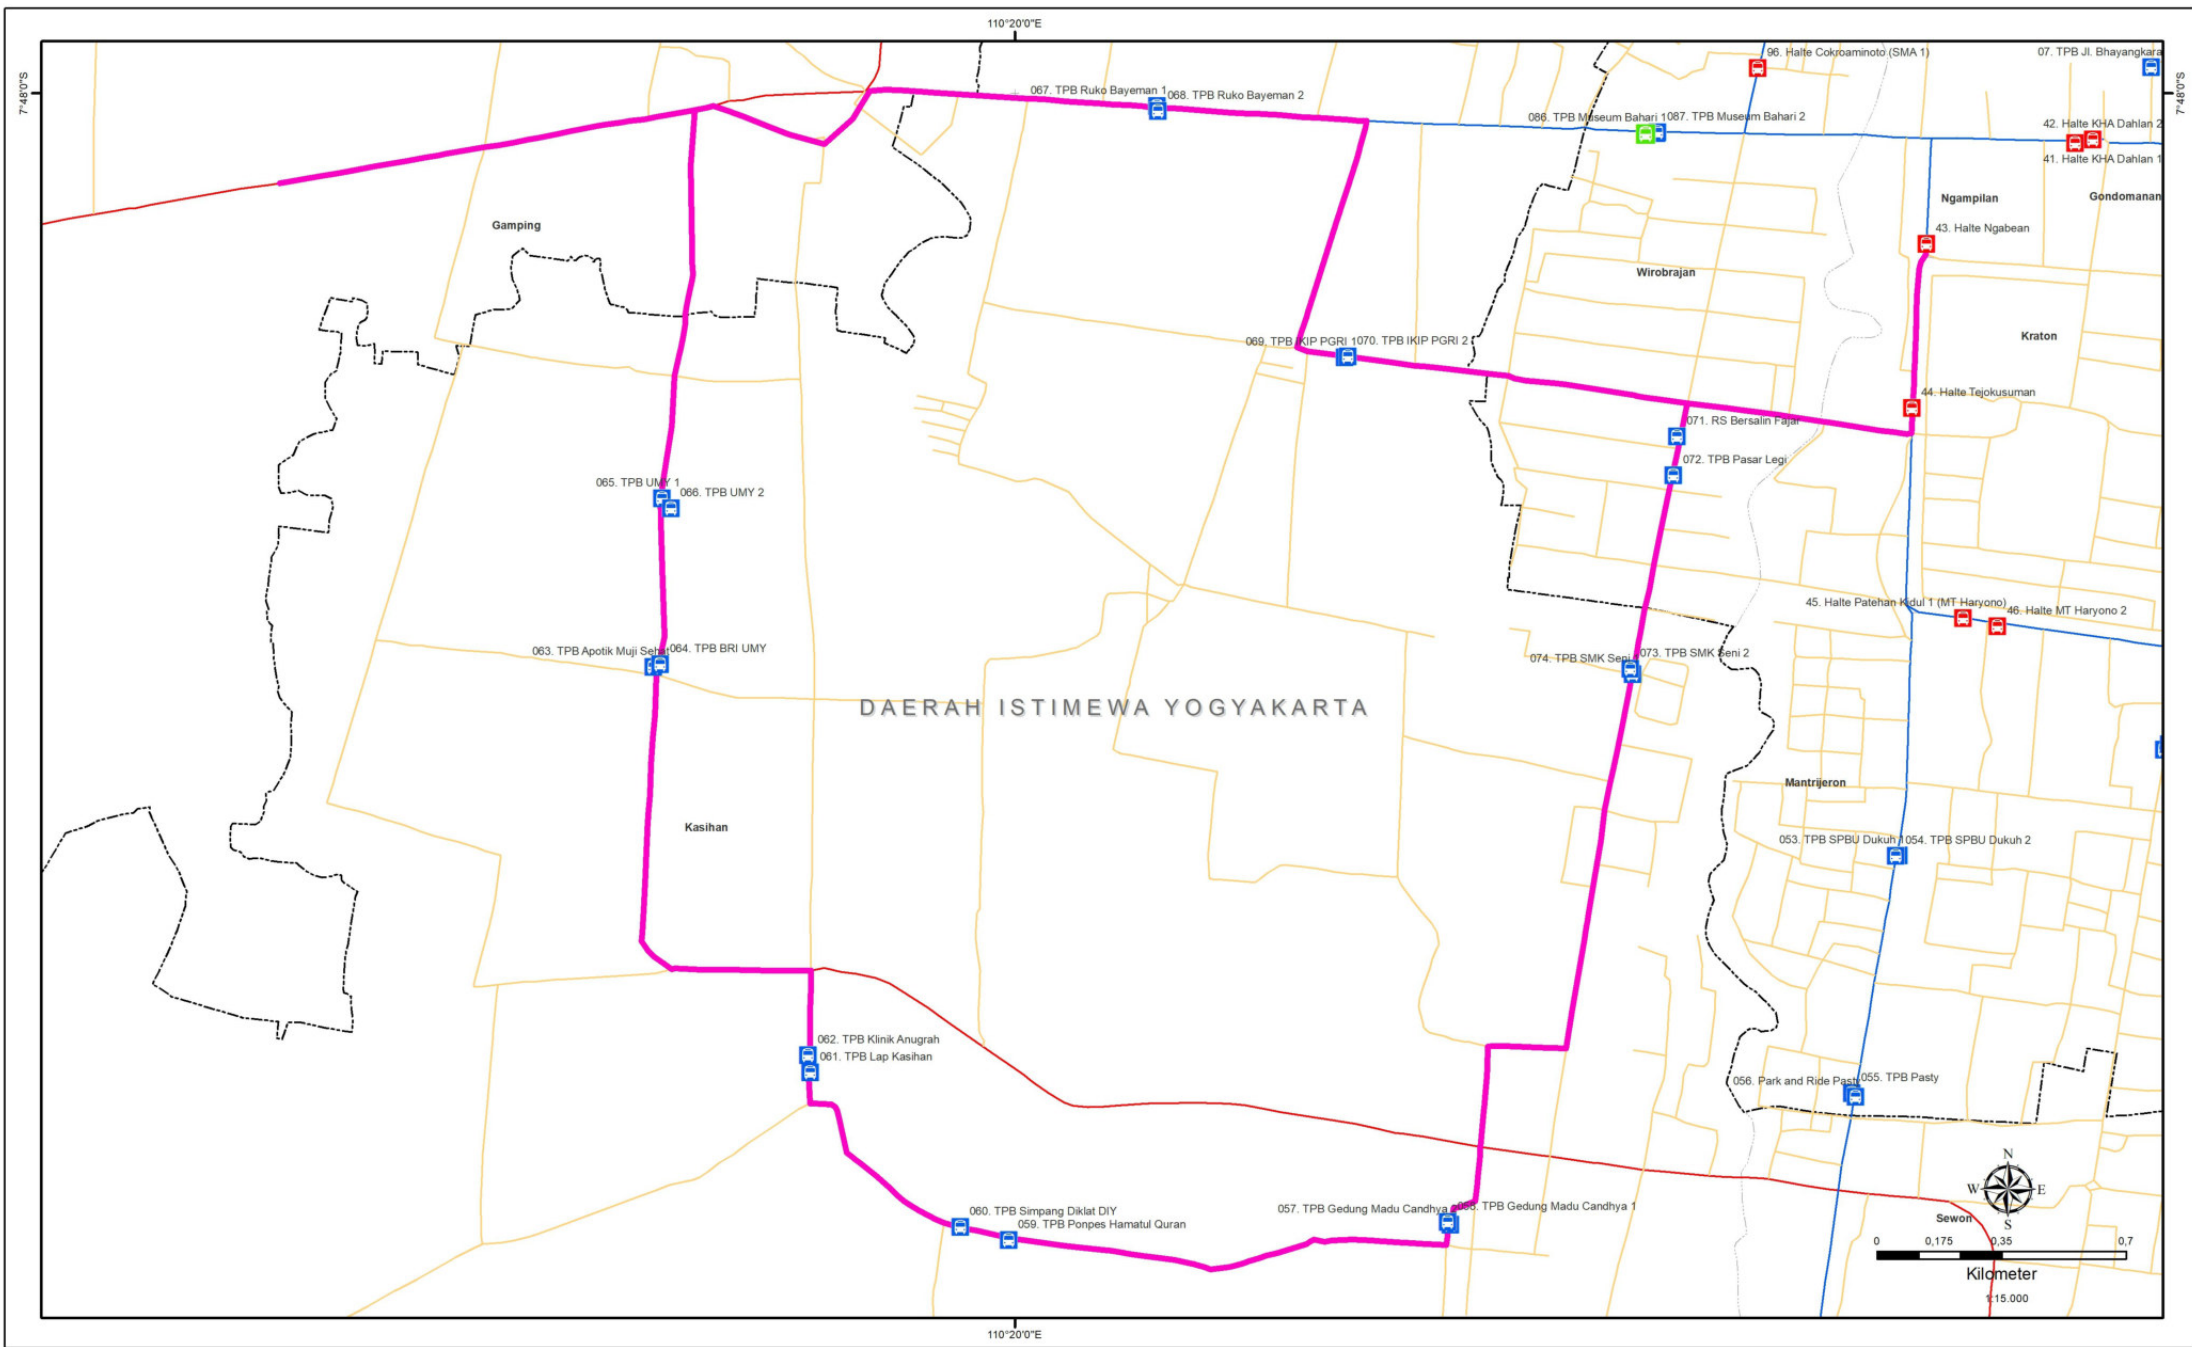 110°20'0"E
96. Halte Cokroaminoto (SMA 1)
07. TPB Jl. Bhayangkara
7°48'0"S
7°48'0"S
067. TPB Ruko Bayeman 1
068. TPB Ruko Bayeman 2
086. TPB Museum Bahari 1
087. TPB Museum Bahari 2
42. Halte KHA Dahlan 2
41. Halte KHA Dahlan 1
Ngampilan
Gondomanan
Gamping
43. Halte Ngabean
Wirobrajan
Kraton
069. TPB IKIP PGRI 1
070. TPB IKIP PGRI 2
44. Halte Tejokusuman
071. RS Bersalin Fajar
072. TPB Pasar Legi
065. TPB UMY 1
066. TPB UMY 2
45. Halte Patehan Kidul 1 (MT Haryono)
46. Halte MT Haryono 2
063. TPB Apotik Muji Sehat
064. TPB BRI UMY
074. TPB SMK Seni
073. TPB SMK Seni 2
DAERAH ISTIMEWA YOGYAKARTA
Mantrijeron
Kasihan
053. TPB SPBU Dukuh 1
054. TPB SPBU Dukuh 2
062. TPB Klinik Anugrah
061. TPB Lap Kasihan
056. Park and Ride Pasty
055. TPB Pasty
N
W
E
S
060. TPB Simpang Diklat DIY
059. TPB Ponpes Hamatul Quran
057. TPB Gedung Madu Candhya 2
058. TPB Gedung Madu Candhya 1
Sewon
0 0,175 0,35 0,7
Kilometer
1:15.000
110°20'0"E